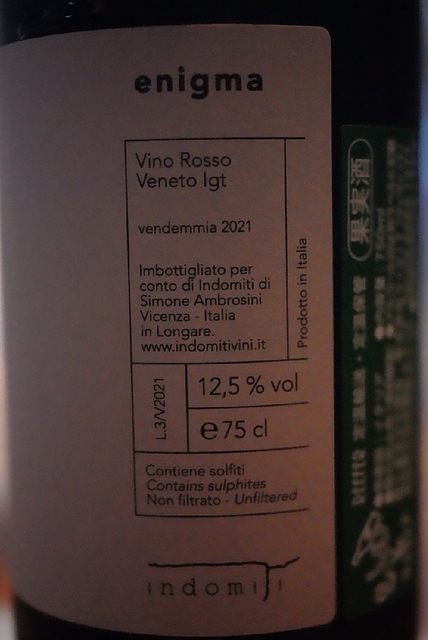 enigma
Vino Rosso
Veneto Igt
vendemmia 2021
Imbottigliato per
conto di Indomiti di
Simone Ambrosini
Vicenza - Italia
in Longare.
www.indomitivini.it
Prodotto in Italia
L.3/V2021
12,5 % vol
e 75 cl
Contiene solfiti
Contains sulphites
Non filtrato - Unfiltered
indomiti
果実酒